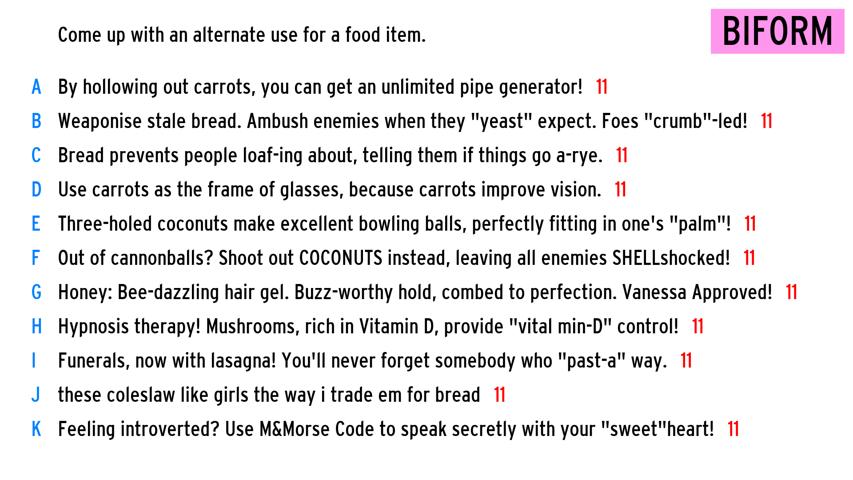 Come up with an alternate use for a food item.
BIFORM
A By hollowing out carrots, you can get an unlimited pipe generator! 11
B Weaponise stale bread. Ambush enemies when they "yeast" expect. Foes "crumb"-led! 11
C Bread prevents people loaf-ing about, telling them if things go a-rye. 11
D Use carrots as the frame of glasses, because carrots improve vision. 11
E Three-holed coconuts make excellent bowling balls, perfectly fitting in one's "palm"! 11
F Out of cannonballs? Shoot out COCONUTS instead, leaving all enemies SHELLshocked! 11
G Honey: Bee-dazzling hair gel. Buzz-worthy hold, combed to perfection. Vanessa Approved! 11
H Hypnosis therapy! Mushrooms, rich in Vitamin D, provide "vital min-D" control! 11
I Funerals, now with lasagna! You'll never forget somebody who "past-a" way. 11
J these coleslaw like girls the way i trade em for bread 11
K Feeling introverted? Use M&Morse Code to speak secretly with your "sweet"heart! 11